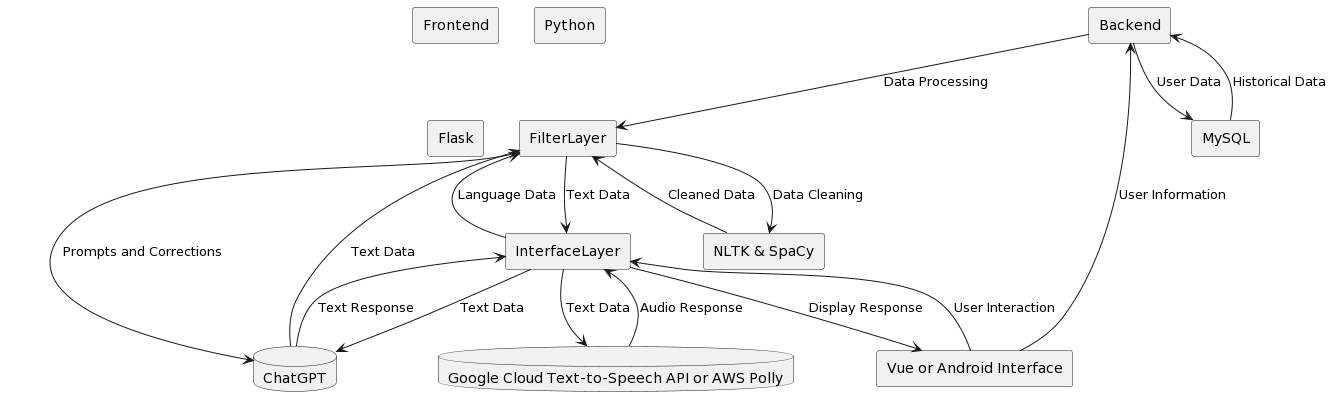 Frontend
Python
Backend
Data Processing
User Data
Historical Data
Flask
FilterLayer
MySQL
Language Data
Text Data
Cleaned Data
Data Cleaning
User Information
Prompts and Corrections
Text Data
InterfaceLayer
NLTK & SpaCy
Text Response
Text Data
Text Data
Audio Response
Display Response
User Interaction
ChatGPT
Google Cloud Text-to-Speech API or AWS Polly
Vue or Android Interface